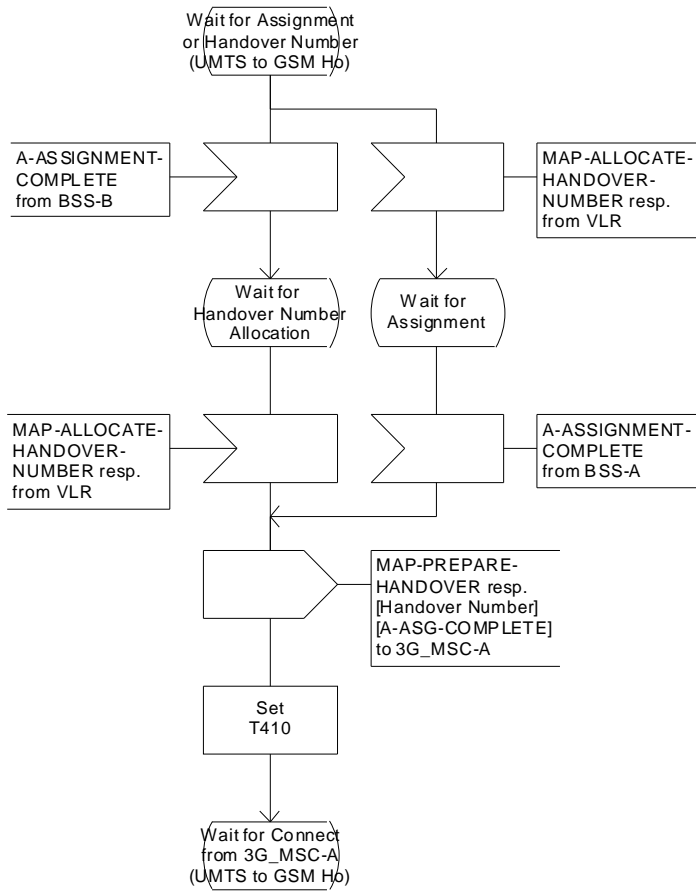 Wait for Assignment
or Handover Number
(UMTS to GSM Ho)
A-ASSIGNMENT-
COMPLETE
from BSS-B
MAP-ALLOCATE-
HANDOVER-
NUMBER resp.
from VLR
Wait for
Handover Number
Allocation
Wait for
Assignment
MAP-ALLOCATE-
HANDOVER-
NUMBER resp.
from VLR
A-ASSIGNMENT-
COMPLETE
from BSS-A
MAP-PREPARE-
HANDOVER resp.
[Handover Number]
[A-ASG-COMPLETE]
to 3G_MSC-A
Set
T410
Wait for Connect
from 3G_MSC-A
(UMTS to GSM Ho)